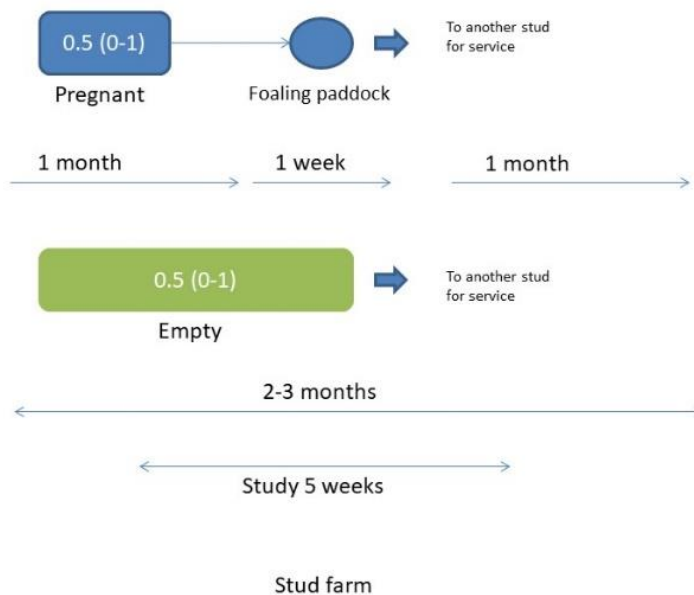 0.5 (0-1)
To another stud
for service
Pregnant
Foaling paddock
1 month
1 week
1 month
0.5 (0-1)
To another stud
for service
Empty
2-3 months
Study 5 weeks
Stud farm